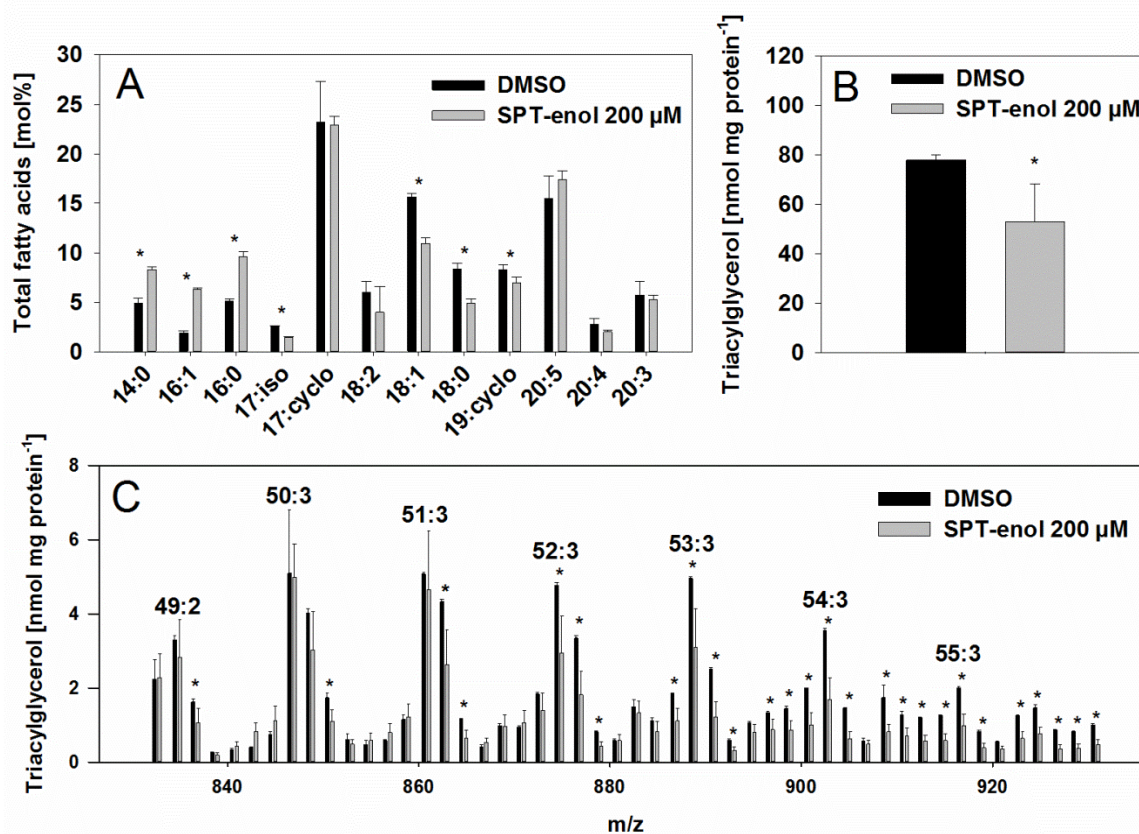 A
DMSO
SPT-enol 200 µM
Total fatty acids [mol%]
30
25
20
15
10
5
0
* * * * * * *
14:0 16:1 16:0 17:iso 17:cyclo 18:2 18:1 18:0 19:cyclo 20:5 20:4 20:3
B
DMSO
SPT-enol 200 µM
Triacylglycerol [nmol mg protein⁻¹]
120
100
80
60
40
20
0
*
C
DMSO
SPT-enol 200 µM
Triacylglycerol [nmol mg protein⁻¹]
8
6
4
2
0
49:2 50:3 51:3 52:3 53:3 54:3 55:3
* * * * * * * * * * * * * * * * * * * * * * * * * * * * *
840 860 880 900 920
m/z